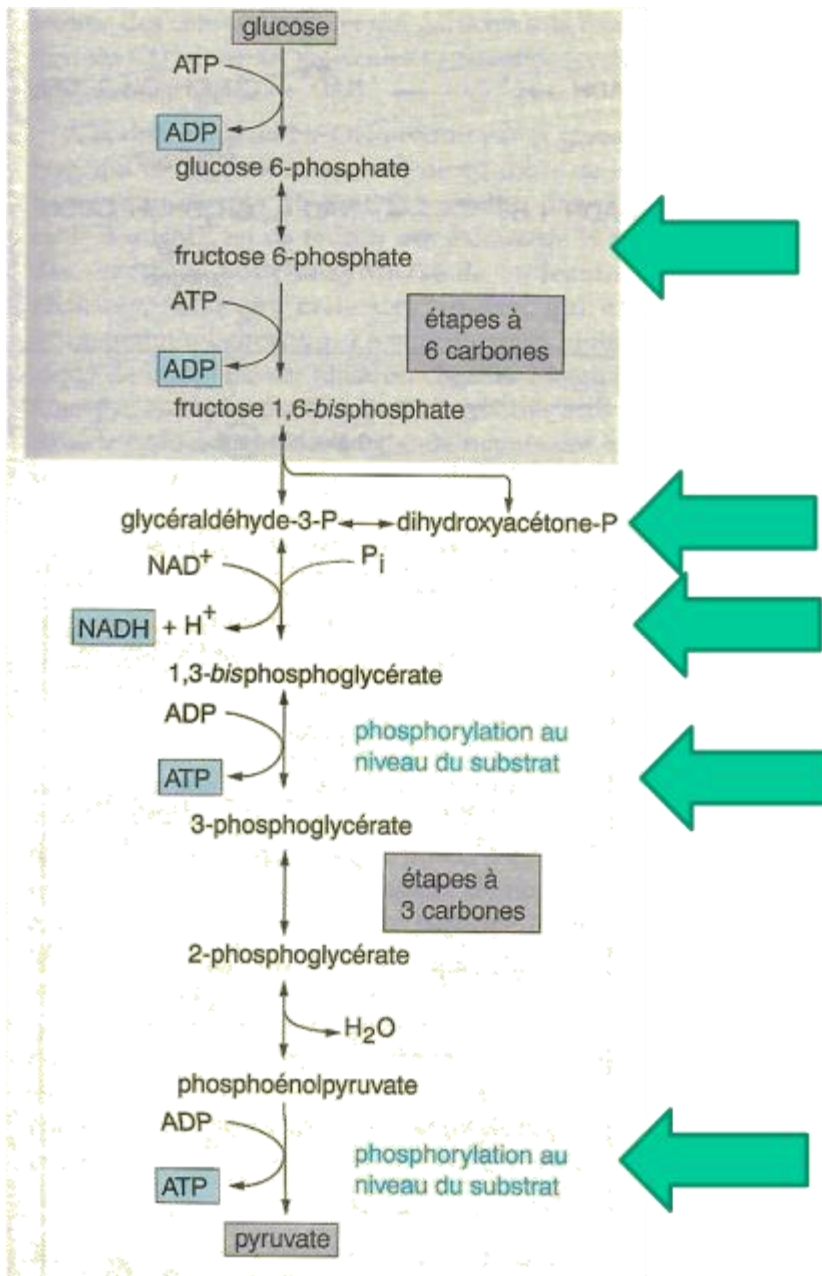 glucose
ATP
ADP
glucose 6-phosphate
fructose 6-phosphate
ATP
étapes à
6 carbones
ADP
fructose 1,6-bisphosphate
glycéraldéhyde-3-P dihydroxyacétone-P
NAD+ Pi
NADH + H+
1,3-bisphosphoglycérate
ADP
phosphorylation au
niveau du substrat
ATP
3-phosphoglycérate
étapes à
3 carbones
2-phosphoglycérate
H2O
phosphoénolpyruvate
ADP
phosphorylation au
niveau du substrat
ATP
pyruvate